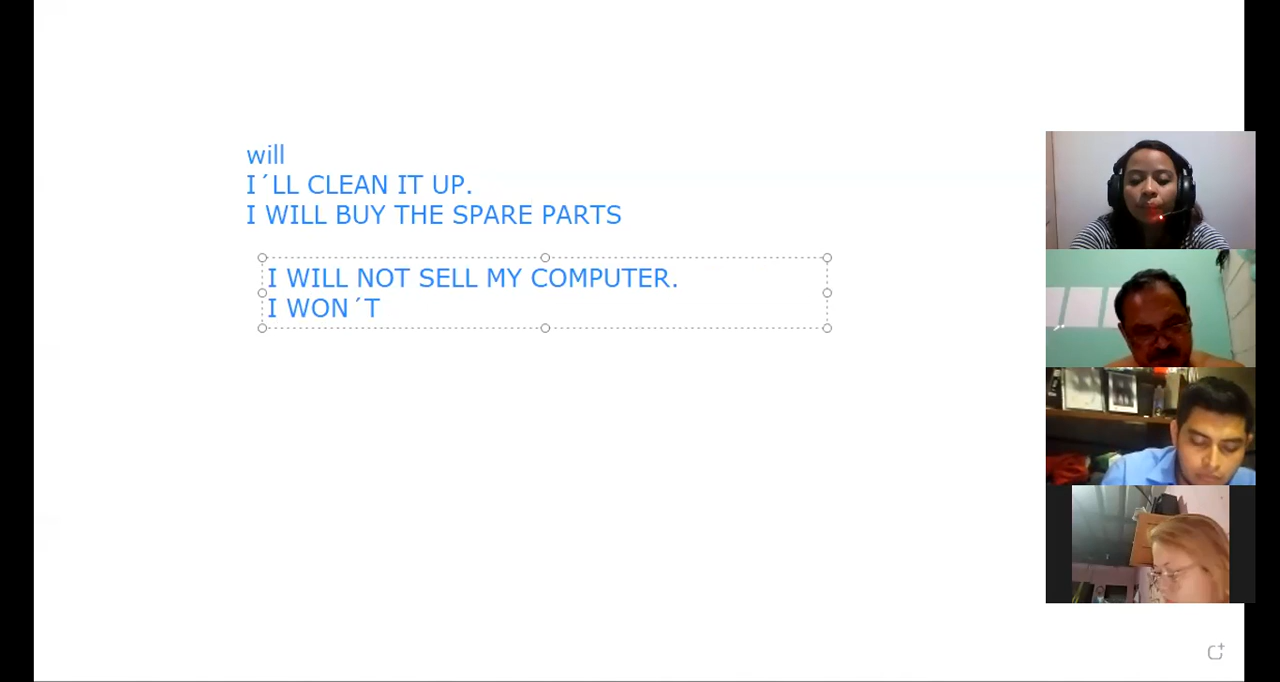 will
I´LL CLEAN IT UP.
I WILL BUY THE SPARE PARTS
I WILL NOT SELL MY COMPUTER.
I WON´T